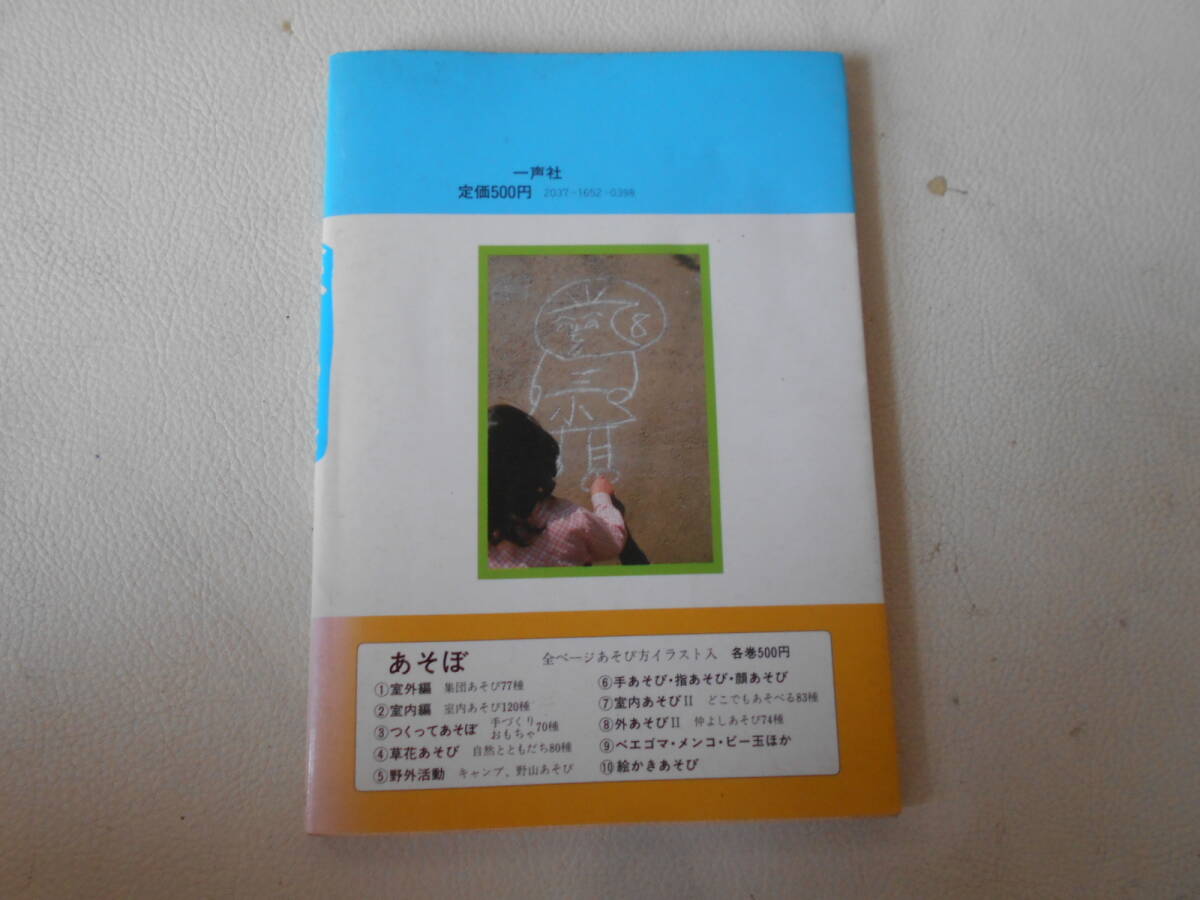 一声社
定価500円 2037-1652-0398
8
三
小
あそぼ 全ページあそび方イラスト入 各巻500円
①室外編 集団あそび77種
②室内編 室内あそび120種
③つくってあそぼ 手づくりおもちゃ70種
④草花あそび 自然とともだち80種
⑤野外活動 キャンプ、野山あそび
⑥手あそび・指あそび・顔あそび
⑦室内あそびII どこでもあそべる83種
⑧外あそびII 仲よしあそび74種
⑨ベエゴマ・メンコ・ビー玉ほか
⑩絵かきあそび